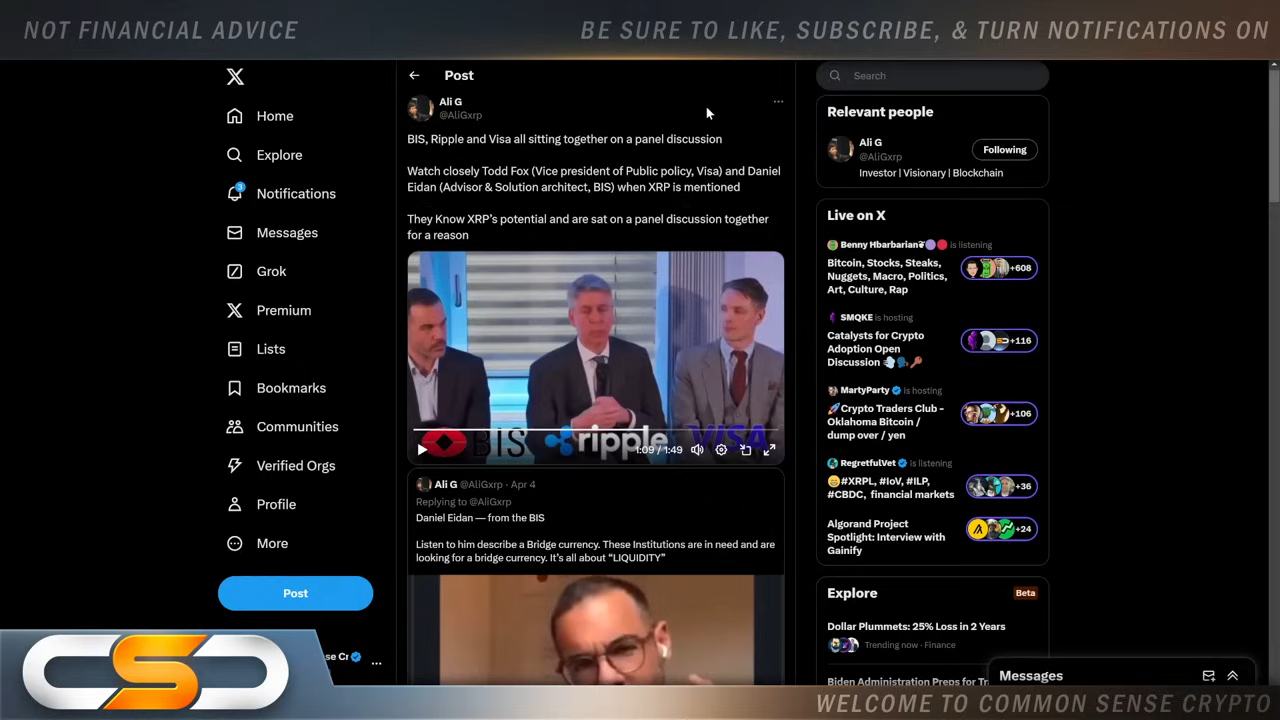 NOT FINANCIAL ADVICE
BE SURE TO LIKE, SUBSCRIBE, & TURN NOTIFICATIONS ON
Home
Explore
3
Notifications
Messages
Grok
Premium
Lists
Bookmarks
Communities
Verified Orgs
Profile
More
Post
se Cr
Post
Ali G
@AliGxrp
BIS, Ripple and Visa all sitting together on a panel discussion
Watch closely Todd Fox (Vice president of Public policy, Visa) and Daniel
Eidan (Advisor & Solution architect, BIS) when XRP is mentioned
They Know XRP's potential and are sat on a panel discussion together
for a reason
BIS ripple VISA
1:09 / 1:49
Ali G @AliGxrp · Apr 4
Replying to @AliGxrp
Daniel Eidan — from the BIS
Listen to him describe a Bridge currency. These Institutions are in need and are
looking for a bridge currency. It's all about “LIQUIDITY”
Search
Relevant people
Ali G
@AliGxrp
Following
Investor | Visionary | Blockchain
Live on X
Benny Hbarbarian is listening
Bitcoin, Stocks, Steaks,
Nuggets, Macro, Politics,
Art, Culture, Rap
+608
SMQKE is hosting
Catalysts for Crypto
Adoption Open
Discussion
+116
MartyParty is hosting
Crypto Traders Club -
Oklahoma Bitcoin /
dump over / yen
+106
RegretfulVet is listening
#XRPL, #IoV, #ILP,
#CBDC, financial markets
+36
Algorand Project
Spotlight: Interview with
Gainify
+24
Explore
Beta
Dollar Plummets: 25% Loss in 2 Years
Trending now · Finance
Biden Administration Preps for Tr
Messages
CSC
WELCOME TO COMMON SENSE CRYPTO